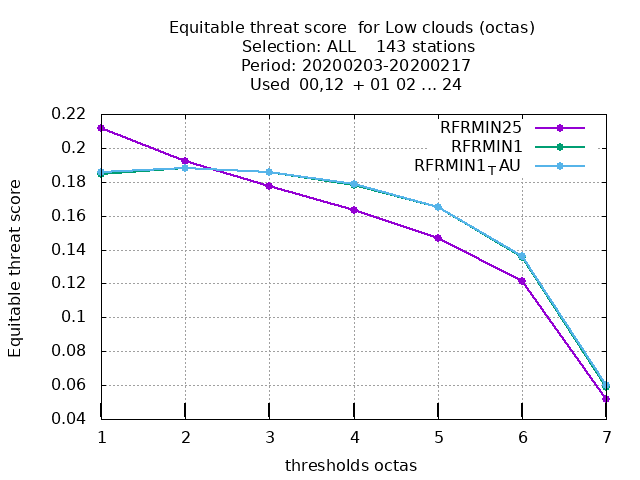 Equitable threat score  for Low clouds (octas)
Selection: ALL    143 stations
Period: 20200203-20200217
Used  00,12  + 01 02 ... 24
RFRMIN25
RFRMIN1
RFRMIN1TAU
Equitable threat score
0.22
0.2
0.18
0.16
0.14
0.12
0.1
0.08
0.06
0.04
1 2 3 4 5 6 7
thresholds octas